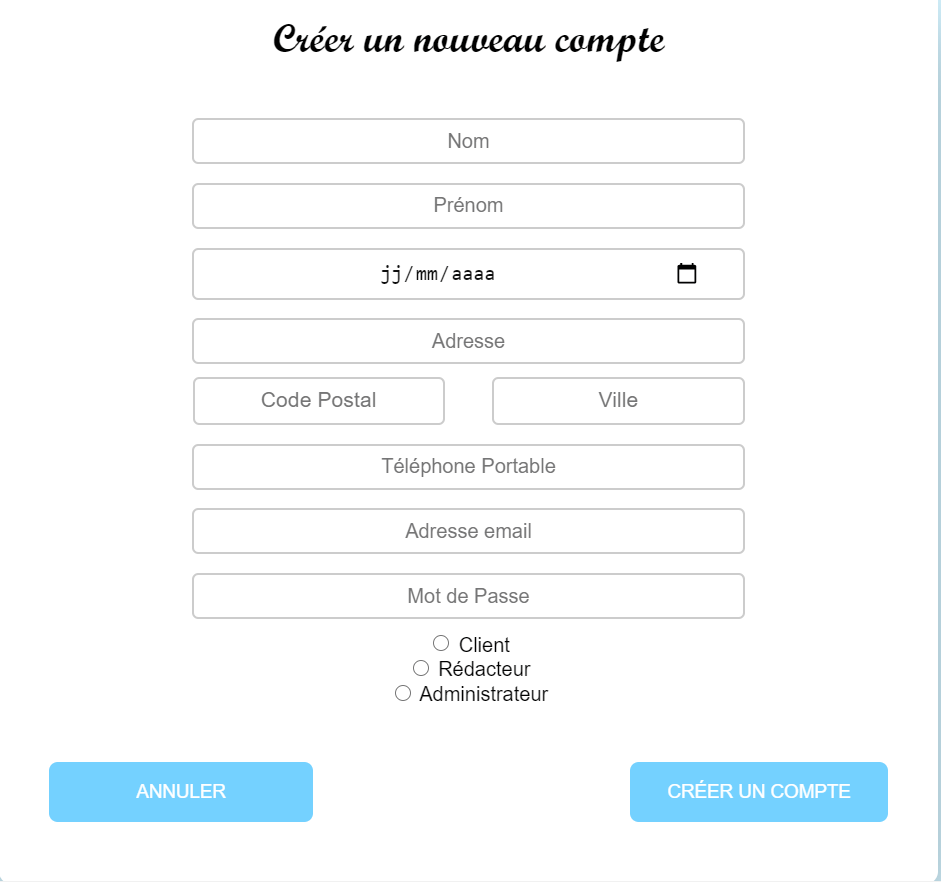 Créer un nouveau compte
Nom
Prénom
jj/mm/aaaa
Adresse
Code Postal
Ville
Téléphone Portable
Adresse email
Mot de Passe
Client
Rédacteur
Administrateur
ANNULER
CRÉER UN COMPTE